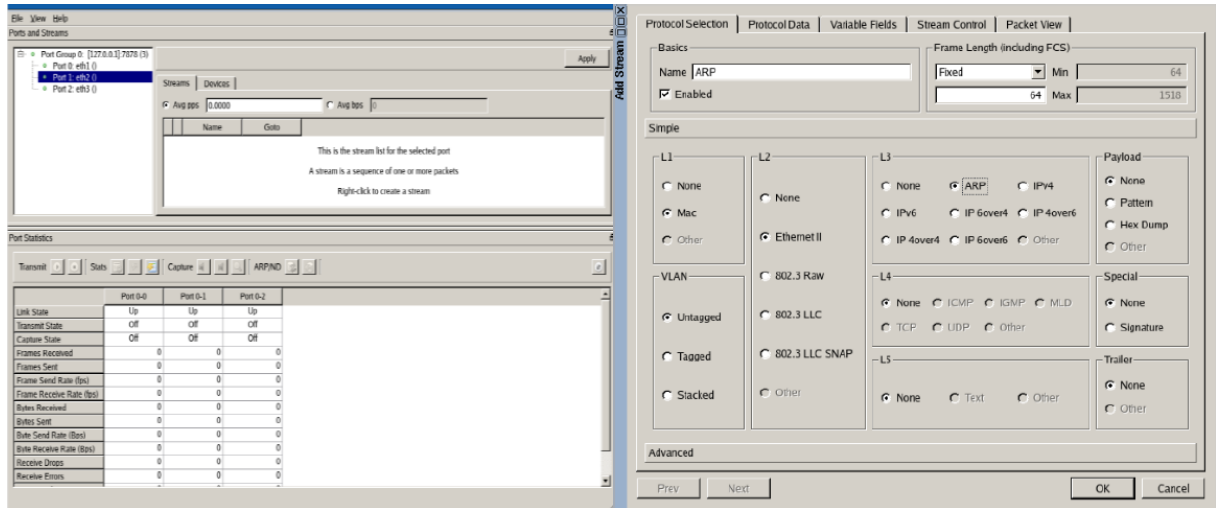 File View Help
Ports and Streams
Port Group 0: [127.0.0.1]:7878 (3)
Port 0: eth1 ()
Port 1: eth2 ()
Port 2: eth3 ()
Apply
Streams Devices
Avg pps 0.0000 Avg bps 0
Name Goto
This is the stream list for the selected port
A stream is a sequence of one or more packets
Right-click to create a stream
Port Statistics
Transmit Stats Capture ARP/ND
Port 0-0 Port 0-1 Port 0-2
Link State Up Up Up
Transmit State Off Off Off
Capture State Off Off Off
Frames Received 0 0 0
Frames Sent 0 0 0
Frame Send Rate (fps) 0 0 0
Frame Receive Rate (fps) 0 0 0
Bytes Received 0 0 0
Bytes Sent 0 0 0
Byte Send Rate (Bps) 0 0 0
Byte Receive Rate (Bps) 0 0 0
Receive Drops 0 0 0
Receive Errors 0 0 0
Add Stream
Protocol Selection Protocol Data Variable Fields Stream Control Packet View
Basics
Name ARP
Enabled
Frame Length (including FCS)
Fixed Min 64
64 Max 1518
Simple
L1
None
Mac
Other
VLAN
Untagged
Tagged
Stacked
L2
None
Ethernet II
802.3 Raw
802.3 LLC
802.3 LLC SNAP
Other
L3
None ARP IPv4
IPv6 IP 6over4 IP 4over6
IP 4over4 IP 6over6 Other
L4
None ICMP IGMP MLD
TCP UDP Other
L5
None Text Other
Payload
None
Pattern
Hex Dump
Other
Special
None
Signature
Trailer
None
Other
Advanced
Prev Next OK Cancel